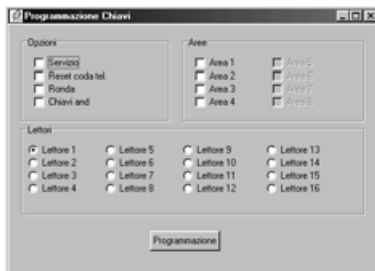 Programmazione Chiavi
Opzioni
Servizio
Reset coda tel.
Ronda
Chiavi and
Aree
Area 1
Area 2
Area 3
Area 4
Area 5
Area 6
Area 7
Area 8
Lettori
Lettore 1
Lettore 2
Lettore 3
Lettore 4
Lettore 5
Lettore 6
Lettore 7
Lettore 8
Lettore 9
Lettore 10
Lettore 11
Lettore 12
Lettore 13
Lettore 14
Lettore 15
Lettore 16
Programmazione